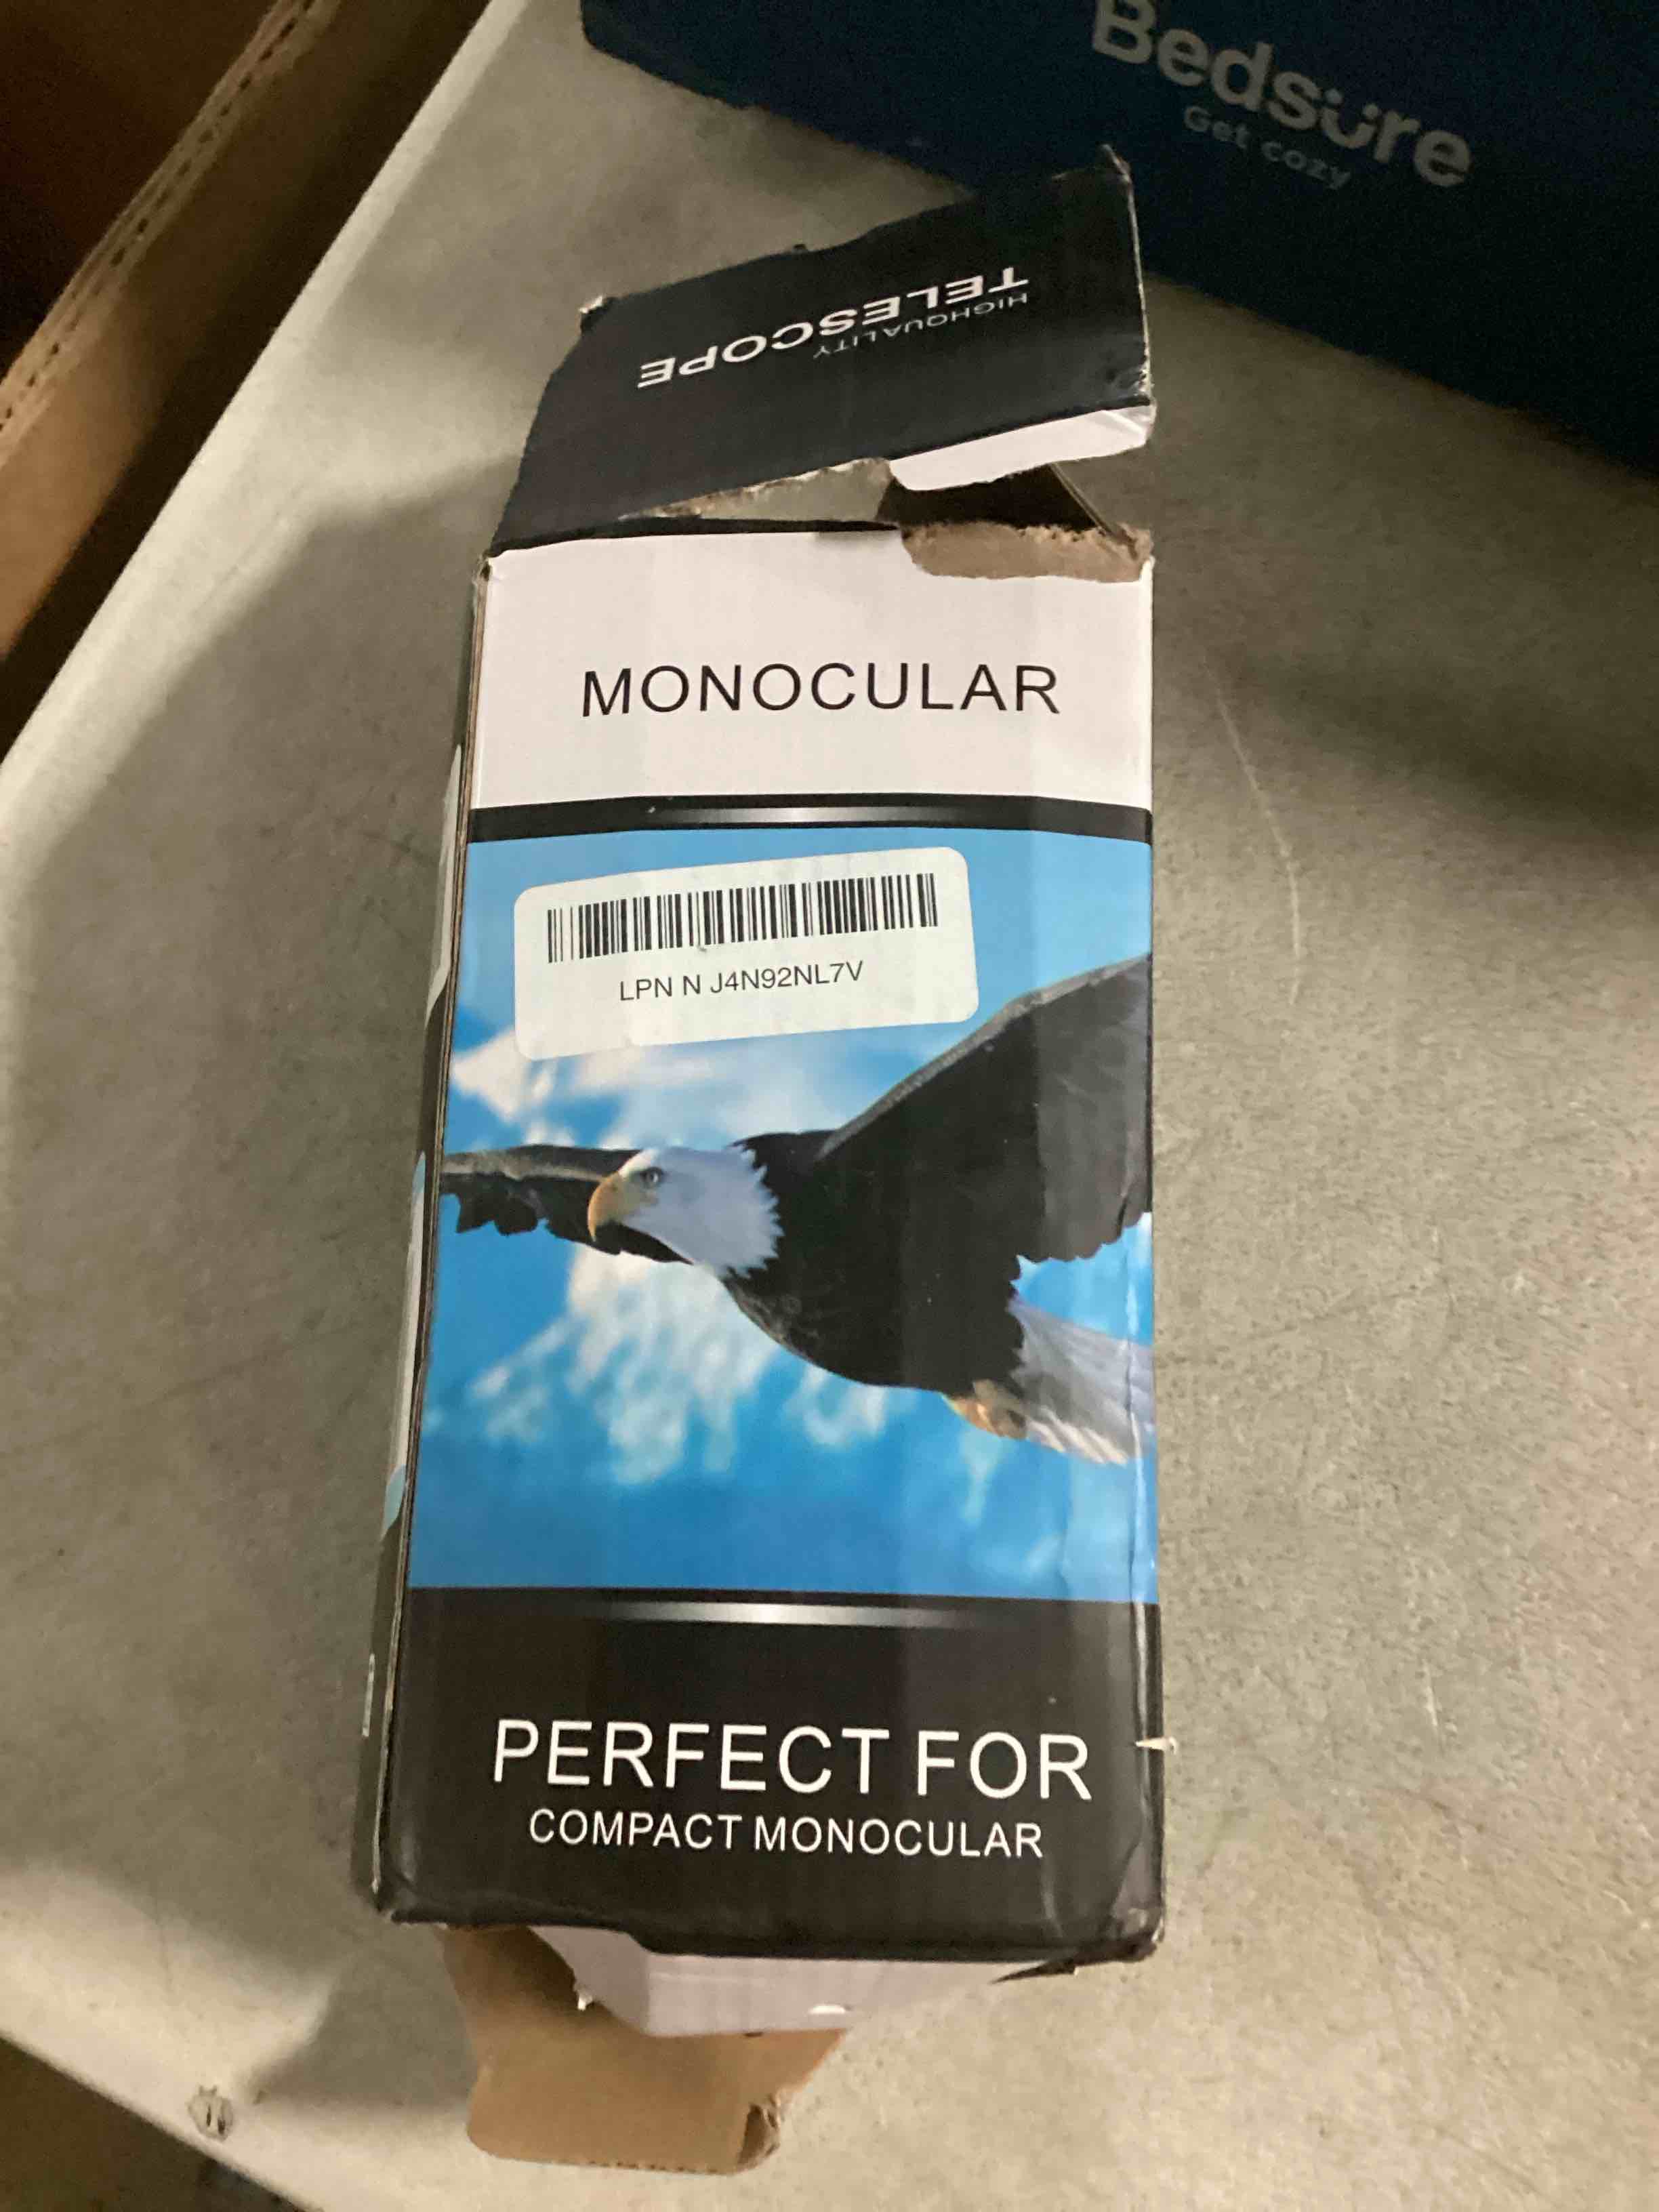 Bedsure
Get cozy
HIGHQUALITY
TELESCOPE
MONOCULAR
LPN N J4N92NL7V
PERFECT FOR
COMPACT MONOCULAR